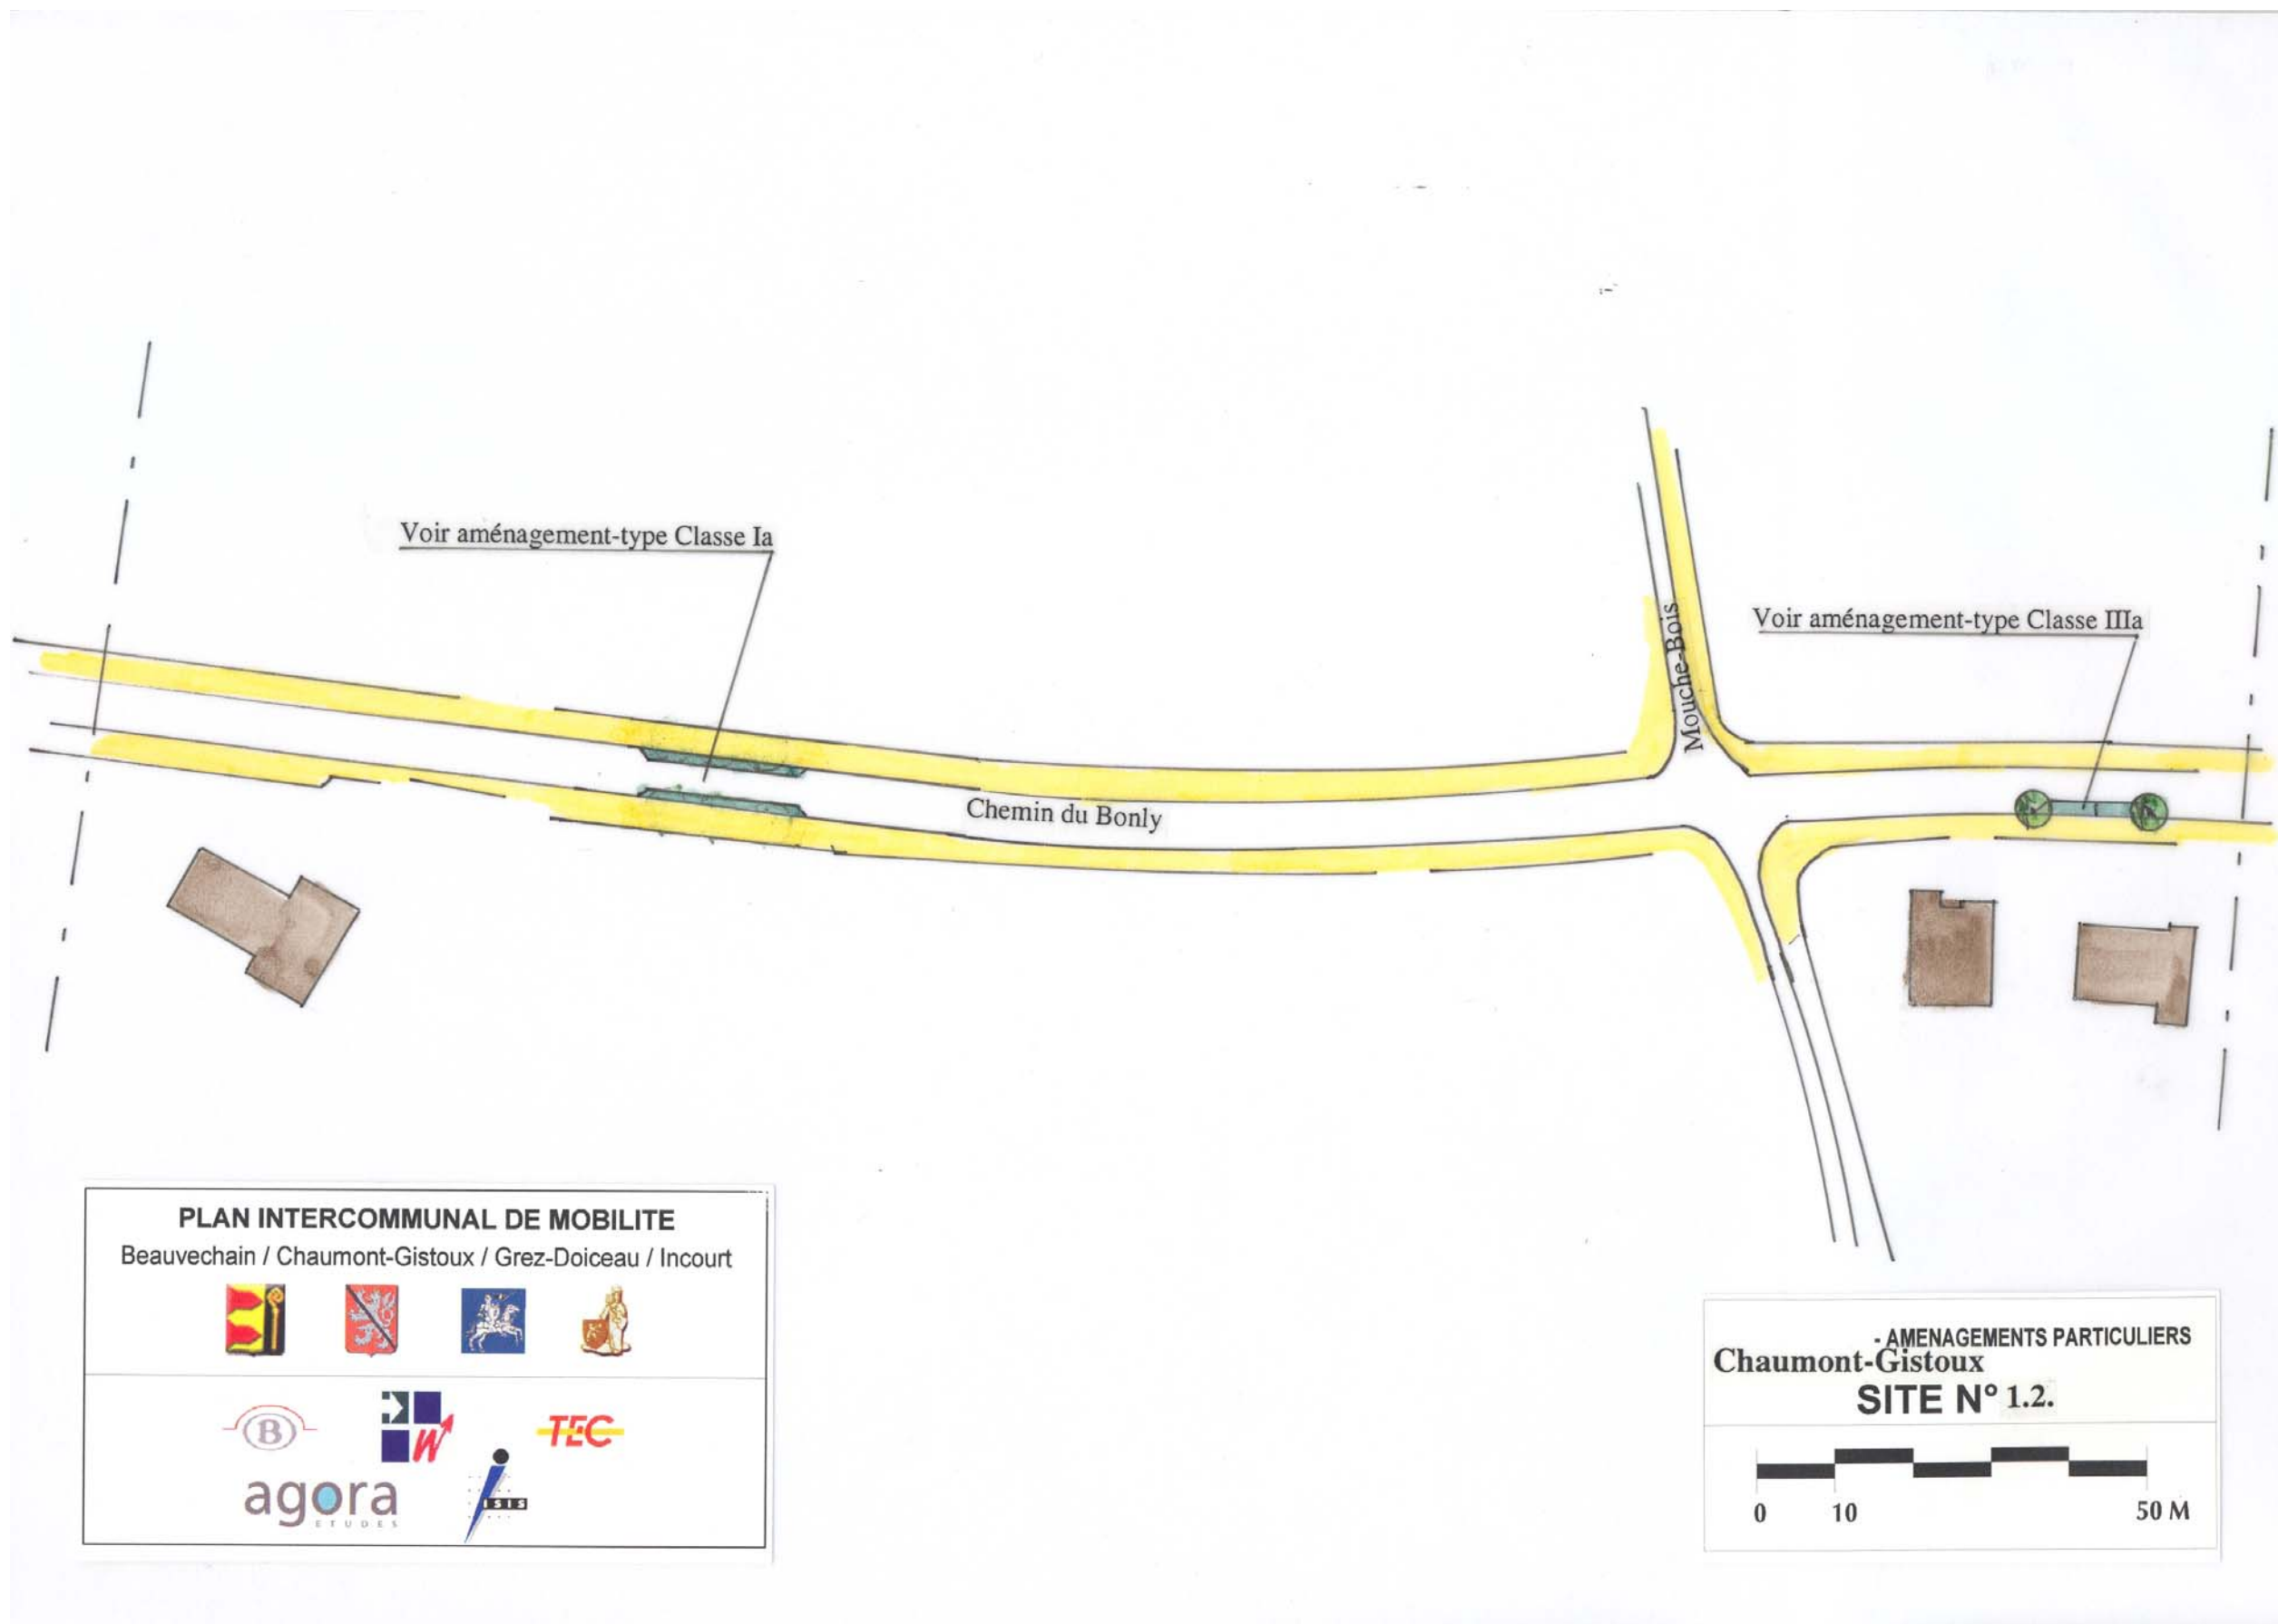 Voir aménagement-type Classe Ia
Mouche-Bois
Voir aménagement-type Classe IIIa
Chemin du Bonly
PLAN INTERCOMMUNAL DE MOBILITE
Beauvechain / Chaumont-Gistoux / Grez-Doiceau / Incourt
B
W
TEC
agora
ETUDES
ISIS
- AMENAGEMENTS PARTICULIERS
Chaumont-Gistoux
SITE N° 1.2.
0 10 50 M